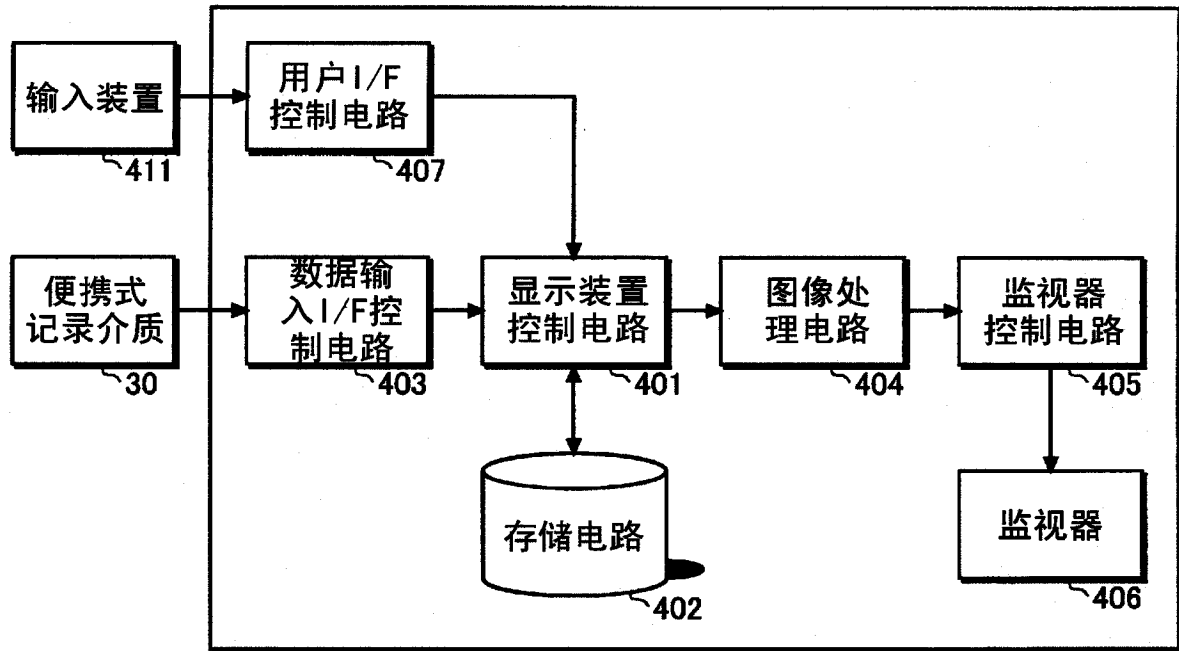 输入装置
411
用户I/F
控制电路
407
便携式
记录介质
30
数据输
入I/F控
制电路
403
显示装置
控制电路
401
图像处
理电路
404
监视器
控制电路
405
存储电路
402
监视器
406